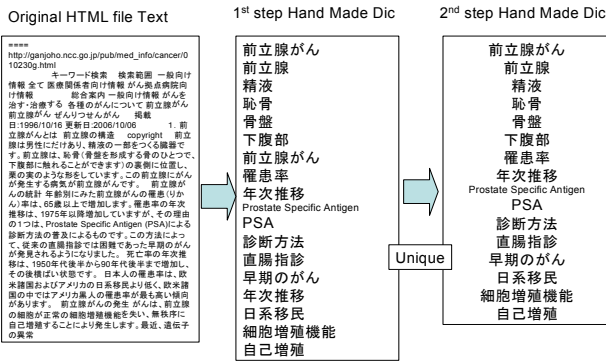 Original HTML file Text
====
http://ganjoho.ncc.go.jp/pub/med_info/cancer/0
10230g.html
キーワード検索 検索範囲 一般向け
情報 全て 医療関係者向け情報 がん拠点病院向
け情報 総合案内 一般向け情報 がんを
治す・治療する 各種のがんについて 前立腺がん
前立腺がん ぜんりつせんがん 掲載
日:1996/10/16 更新日:2006/10/06 1. 前
立腺がんとは 前立腺の構造 copyright 前立
腺は男性にだけあり、精液の一部をつくる臓器で
す。前立腺は、恥骨(骨盤を形成する骨のひとつで、
下腹部に触れることができます)の裏側に位置し、
栗の実のような形をしています。この前立腺にがん
が発生する病気が前立腺がんです。 前立腺が
んの統計 年齢別にみた前立腺がんの罹患(りか
ん)率は、65歳以上で増加します。罹患率の年次
推移は、1975年以降増加していますが、その理由
の1つは、Prostate Specific Antigen (PSA)による
診断方法の普及によるものです。この方法によっ
て、従来の直腸指診では困難であった早期のがん
が発見されるようになりました。 死亡率の年次推
移は、1950年代後半から90年代後半まで増加し、
その後横ばい状態です。 日本人の罹患率は、欧
米諸国およびアメリカの日系移民より低く、欧米諸
国の中ではアメリカ黒人の罹患率が最も高い傾向
があります。 前立腺がんの発生 がんは、前立腺
の細胞が正常の細胞増殖機能を失い、無秩序に
自己増殖することにより発生します。最近、遺伝子
の異常
1st step Hand Made Dic
前立腺がん
前立腺
精液
恥骨
骨盤
下腹部
前立腺がん
罹患率
年次推移
Prostate Specific Antigen
PSA
診断方法
直腸指診
早期のがん
年次推移
日系移民
細胞増殖機能
自己増殖
Unique
2nd step Hand Made Dic
前立腺がん
前立腺
精液
恥骨
骨盤
下腹部
罹患率
年次推移
Prostate Specific Antigen
PSA
診断方法
直腸指診
早期のがん
日系移民
細胞増殖機能
自己増殖